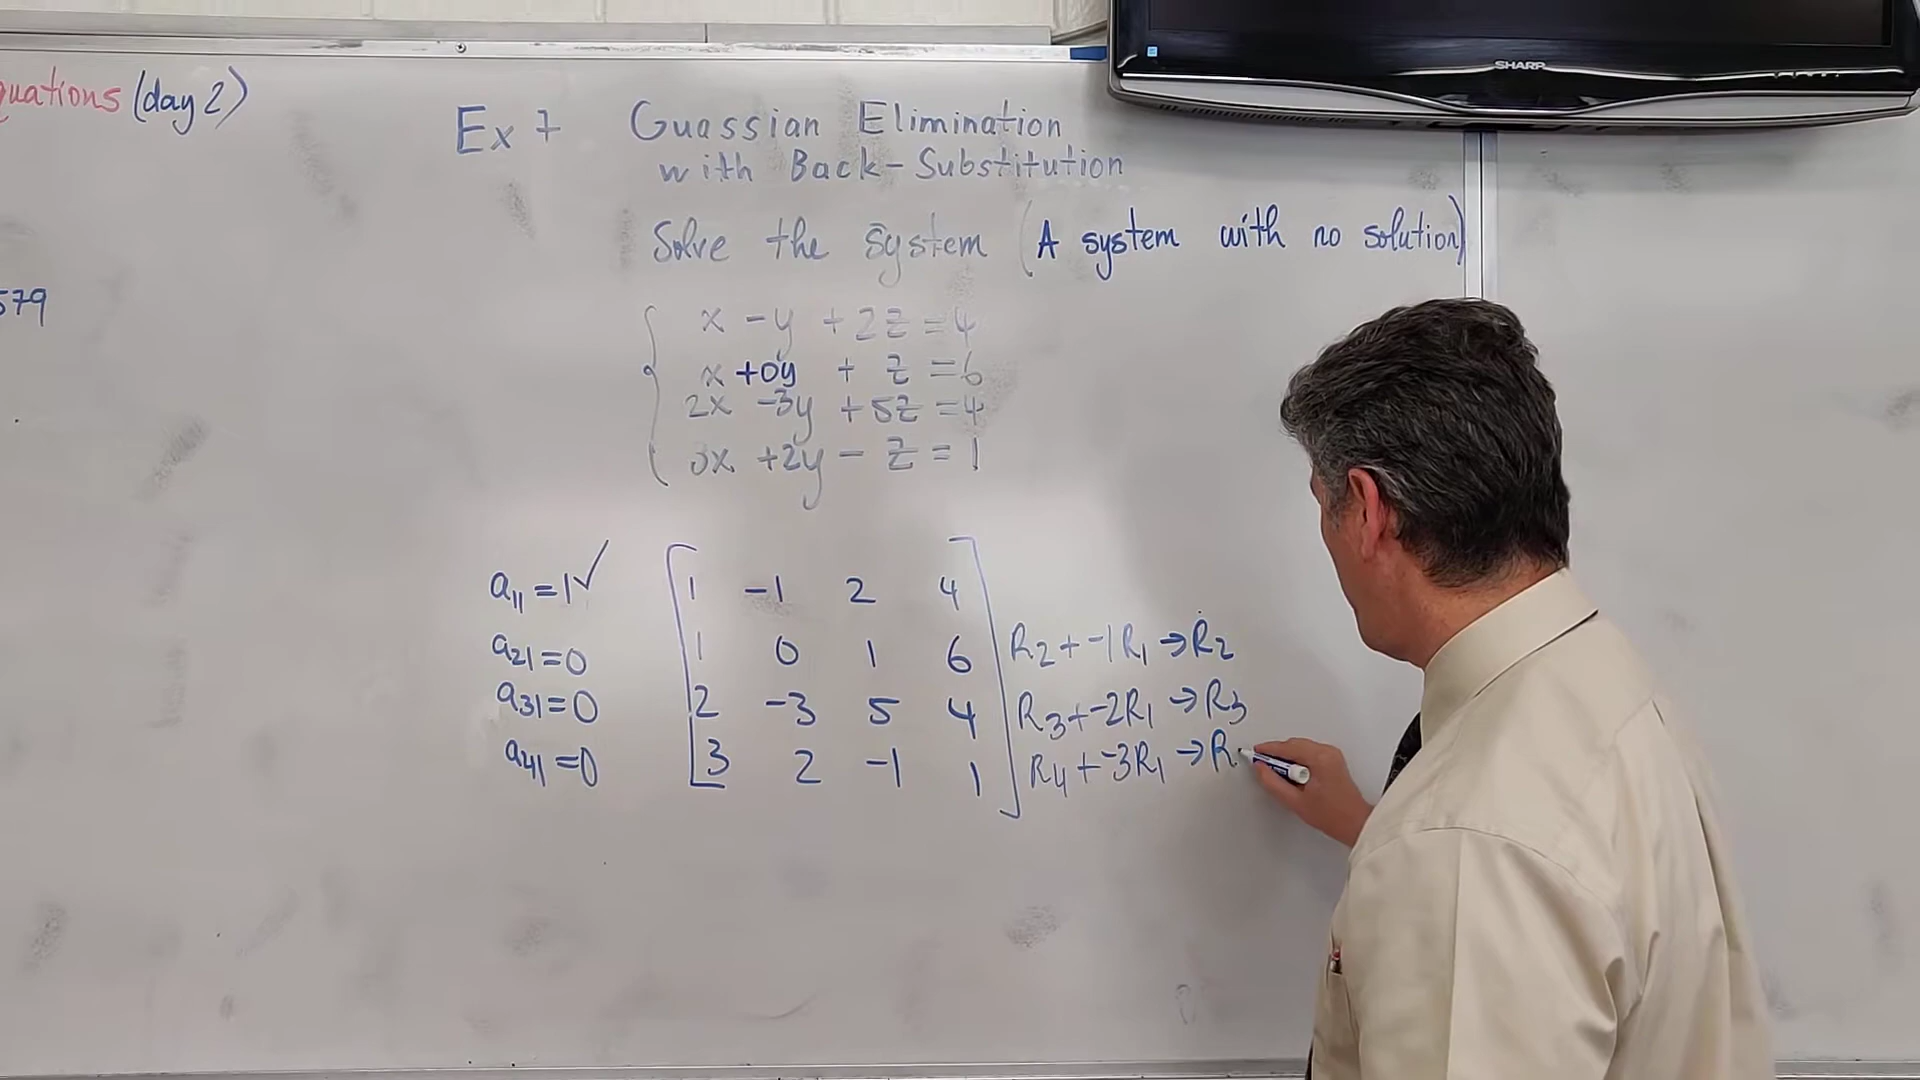 quations (day 2)
579
SHARP
Ex 7 Guassian Elimination
with Back-Substitution
Solve the system (A system with no solution)
x - y + 2z = 4
x + 0y + z = 6
2x - 3y + 5z = 4
3x + 2y - z = 1
a11 = 1✓ [1 -1 2 4]
a21 = 0 1 0 1 6 R2 + -1R1 → R2
a31 = 0 2 -3 5 4 R3 + -2R1 → R3
a41 = 0 3 2 -1 1 R4 + -3R1 → R